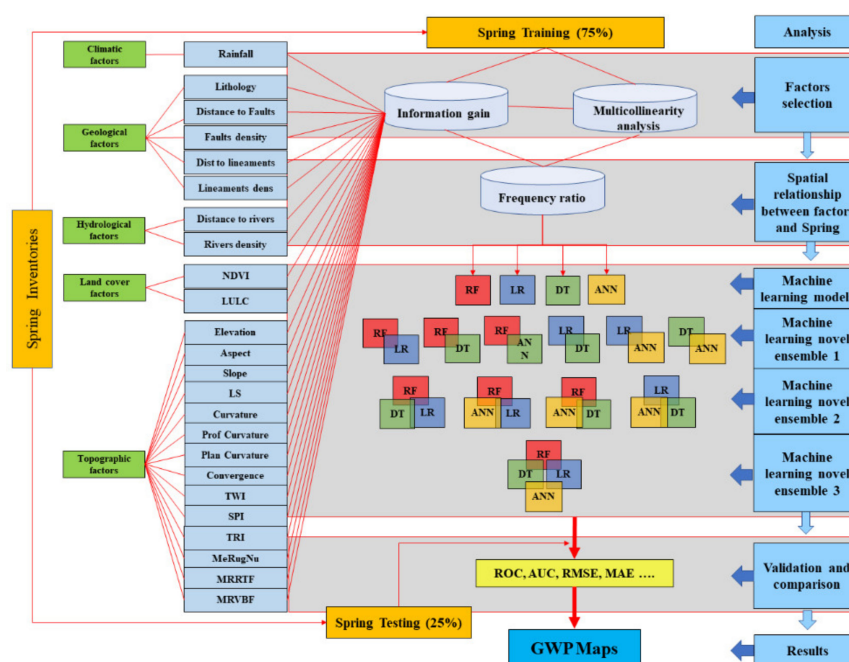 Spring Training (75%)
Analysis
Climatic
factors
Rainfall
Geological
factors
Lithology
Distance to Faults
Faults density
Dist to lineaments
Lineaments dens
Hydrological
factors
Distance to rivers
Rivers density
Land cover
factors
NDVI
LULC
Topographic
factors
Elevation
Aspect
Slope
LS
Curvature
Prof Curvature
Plan Curvature
Convergence
TWI
SPI
TRI
MeRugNu
MRRTF
MRVBF
Spring Inventories
Information gain
Multicollinearity
analysis
Factors
selection
Frequency ratio
Spatial
relationship
between factor
and Spring
RF
LR
DT
ANN
Machine
learning model
RF
LR
RF
DT
RF
AN
N
LR
DT
LR
ANN
DT
ANN
Machine
learning novel
ensemble 1
RF
DT
LR
RF
ANN
LR
RF
ANN
DT
LR
ANN
DT
Machine
learning novel
ensemble 2
RF
DT
LR
ANN
Machine
learning novel
ensemble 3
ROC, AUC, RMSE, MAE ....
Validation and
comparison
Spring Testing (25%)
GWP Maps
Results